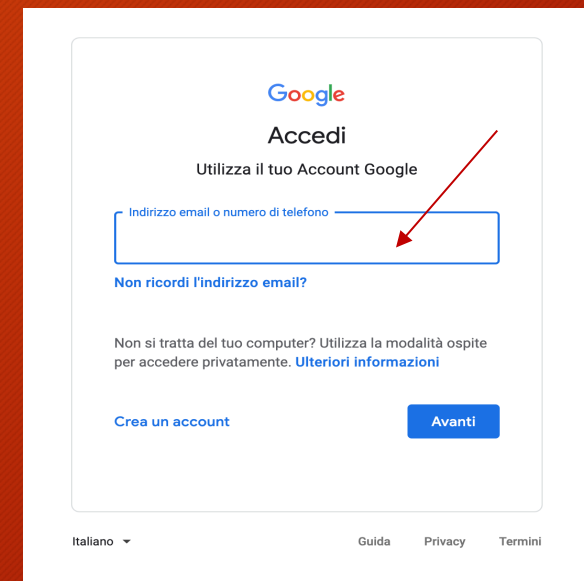 Google
Accedi
Utilizza il tuo Account Google
Indirizzo email o numero di telefono
Non ricordi l'indirizzo email?
Non si tratta del tuo computer? Utilizza la modalità ospite
per accedere privatamente. Ulteriori informazioni
Crea un account
Avanti
Italiano
Guida
Privacy
Termini